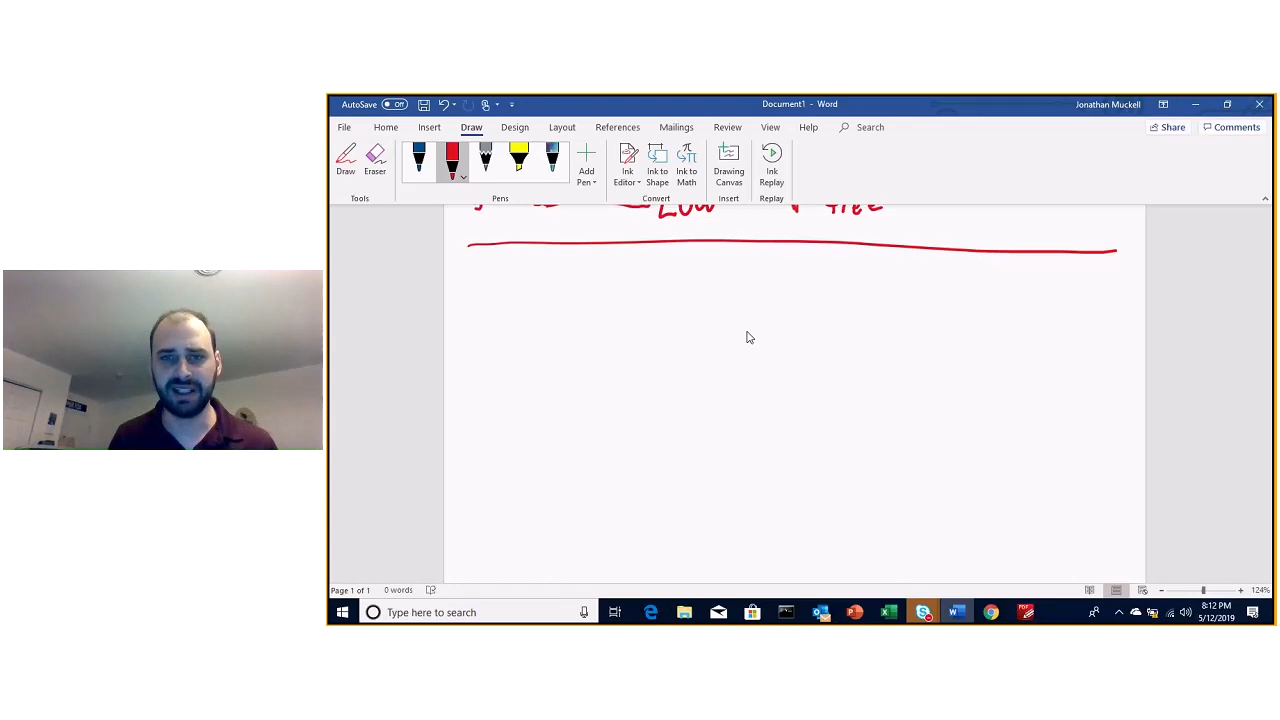 AutoSave Off
Document1 - Word
Jonathan Muckell
File Home Insert Draw Design Layout References Mailings Review View Help Search
Share Comments
Draw Eraser Add Pen Ink Editor Ink to Shape Ink to Math Drawing Canvas Ink Replay
Tools Pens Convert Insert Replay
Page 1 of 1 0 words 124%
Type here to search
8:12 PM
5/12/2019